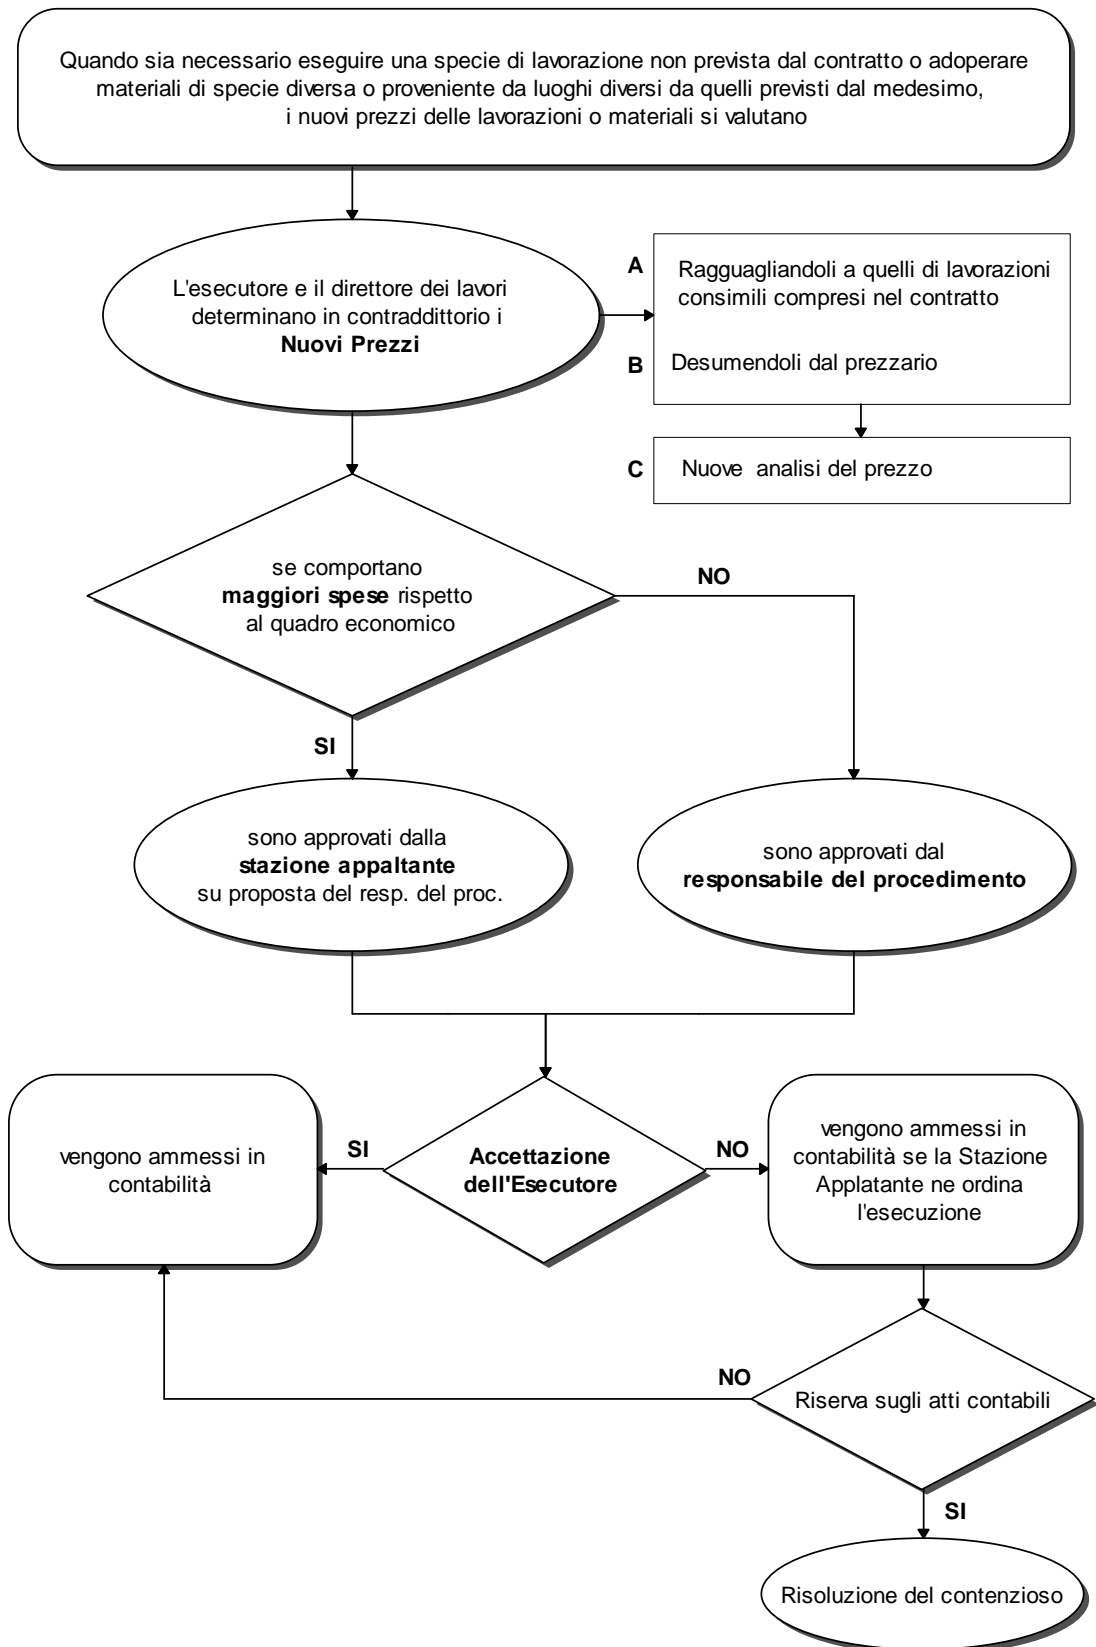 Quando sia necessario eseguire una specie di lavorazione non prevista dal contratto o adoperare
materiali di specie diversa o proveniente da luoghi diversi da quelli previsti dal medesimo,
i nuovi prezzi delle lavorazioni o materiali si valutano
L'esecutore e il direttore dei lavori
determinano in contraddittorio i
Nuovi Prezzi
A
Ragguagliandoli a quelli di lavorazioni
consimili compresi nel contratto
B
Desumendoli dal prezzario
C
Nuove analisi del prezzo
se comportano
maggiori spese rispetto
al quadro economico
NO
SI
sono approvati dalla
stazione appaltante
su proposta del resp. del proc.
sono approvati dal
responsabile del procedimento
vengono ammessi in
contabilità
SI
Accettazione
dell'Esecutore
NO
vengono ammessi in
contabilità se la Stazione
Applatante ne ordina
l'esecuzione
NO
Riserva sugli atti contabili
SI
Risoluzione del contenzioso